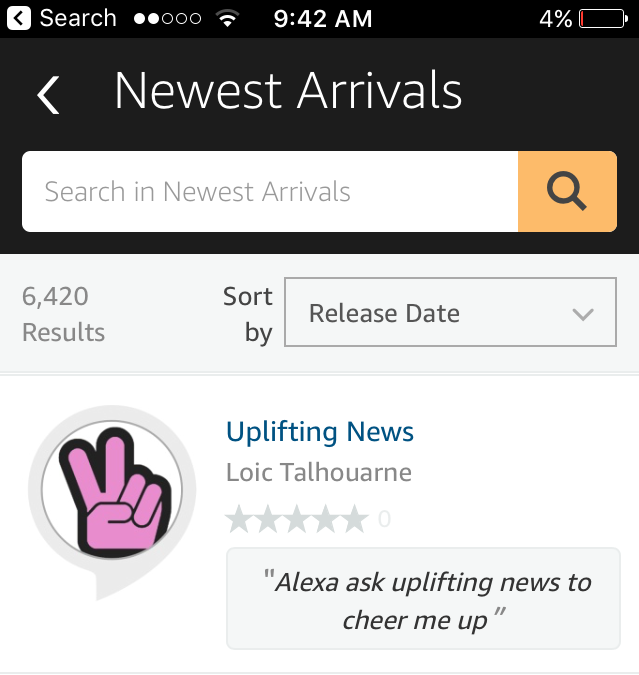 Search 9:42 AM 4%
Newest Arrivals
Search in Newest Arrivals
6,420
Results
Sort
by
Release Date
Uplifting News
Loic Talhouarne
0
"Alexa ask uplifting news to
cheer me up"